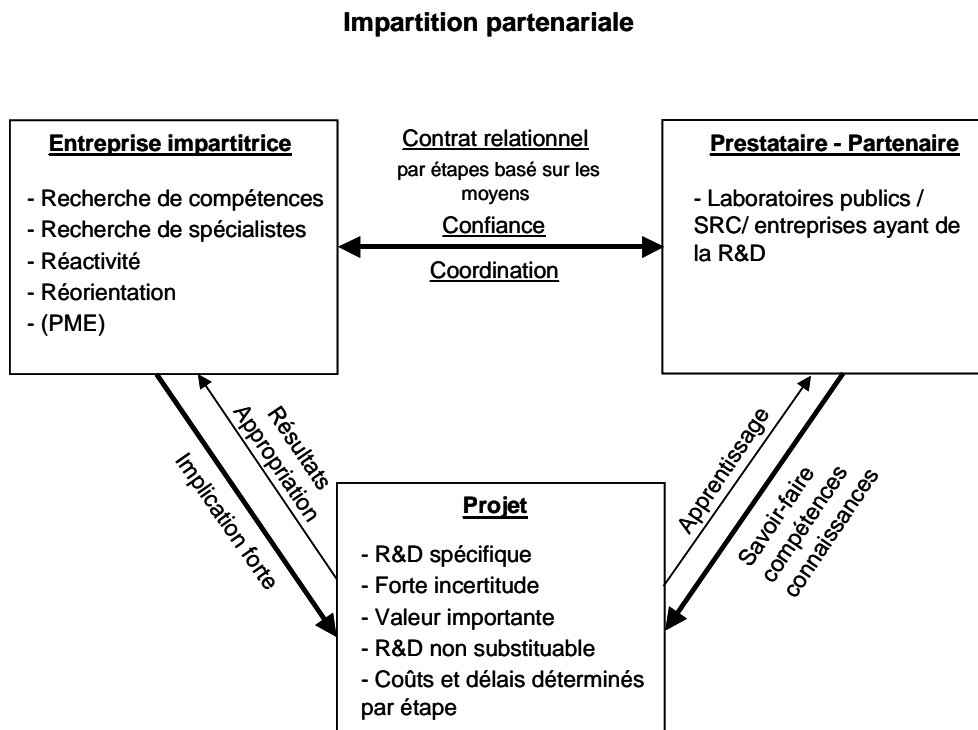 Impartition partenariale
Entreprise impartitrice
- Recherche de compétences
- Recherche de spécialistes
- Réactivité
- Réorientation
- (PME)
Contrat relationnel
par étapes basé sur les
moyens
Confiance
Coordination
Prestataire - Partenaire
- Laboratoires publics /
SRC/ entreprises ayant de
la R&D
Implication forte
Résultats
Appropriation
Apprentissage
Savoir-faire
compétences
connaissances
Projet
- R&D spécifique
- Forte incertitude
- Valeur importante
- R&D non substituable
- Coûts et délais déterminés
par étape